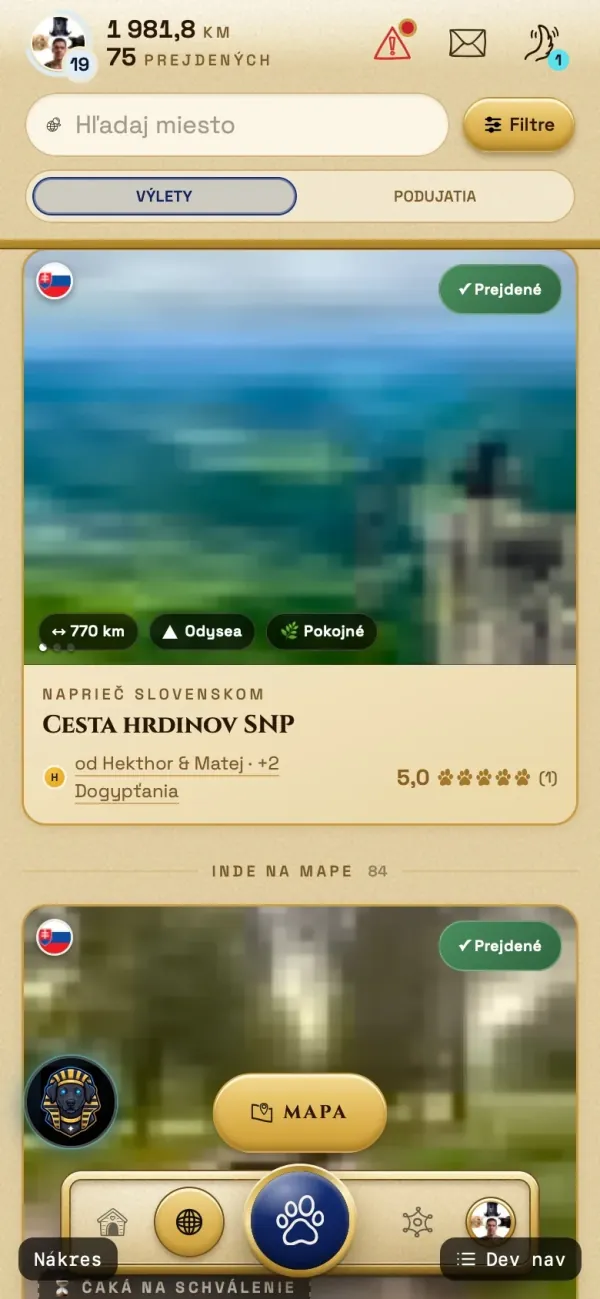 1 981,8 KM
75 PREJDENÝCH
19
1
Hľadaj miesto
Filtre
VÝLETY
PODUJATIA
✓ Prejdené
↔ 770 km
▲ Odysea
Pokojné
NAPRIEČ SLOVENSKOM
CESTA HRDINOV SNP
H
od Hekthor & Matej · +2
Dogypťania
5,0
(1)
INDE NA MAPE 84
✓ Prejdené
MAPA
Nákres
Dev nav
ČAKÁ NA SCHVÁLENIE